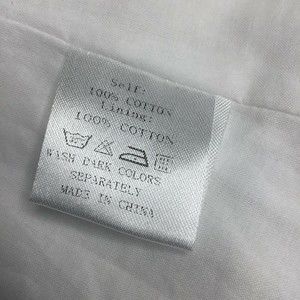 Self:
100% COTTON
Lining:
100% COTTON
WASH DARK COLORS
SEPARATELY
MADE IN CHINA